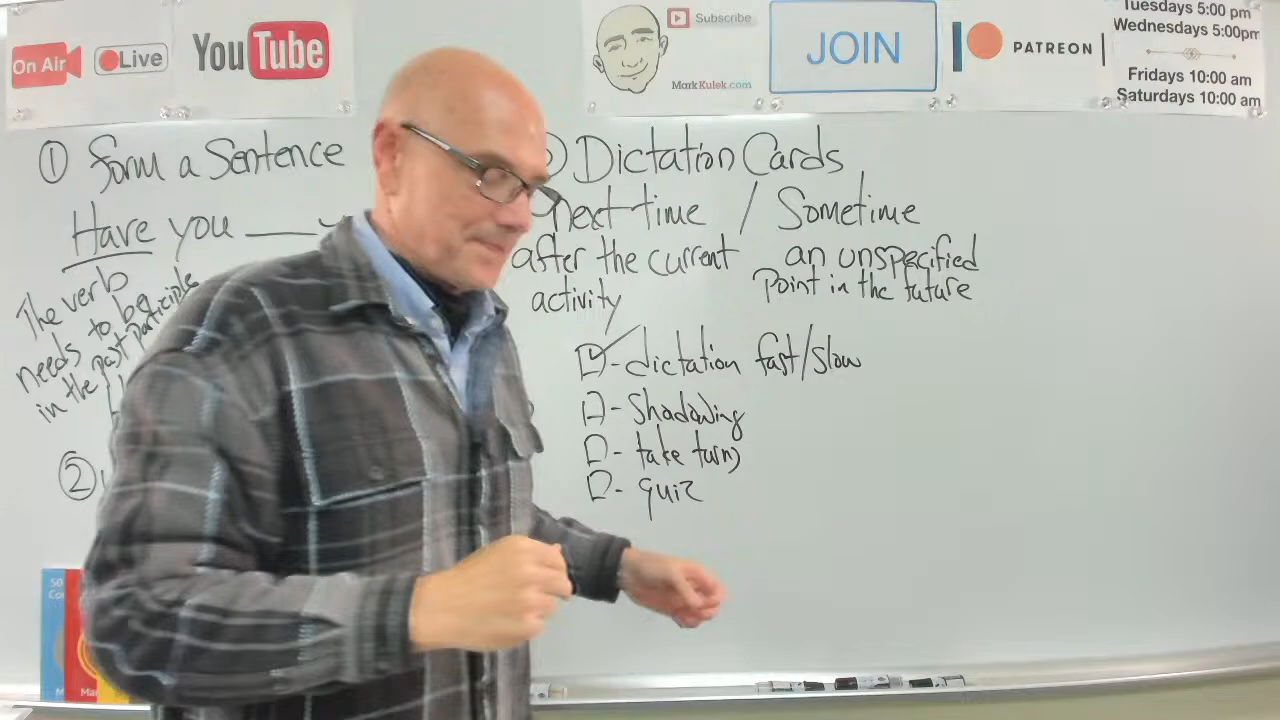 On Air
Live
YouTube
Subscribe
MarkKulek.com
JOIN
PATREON
Tuesdays 5:00 pm
Wednesdays 5:00pm
Fridays 10:00 am
Saturdays 10:00 am
① Form a Sentence
Have you ___
The verb
needs to be
in the past participle
②
Dictation Cards
next time / Sometime
after the current
activity
an unspecified
Point in the future
dictation fast/slow
Shadowing
take turns
quiz
50